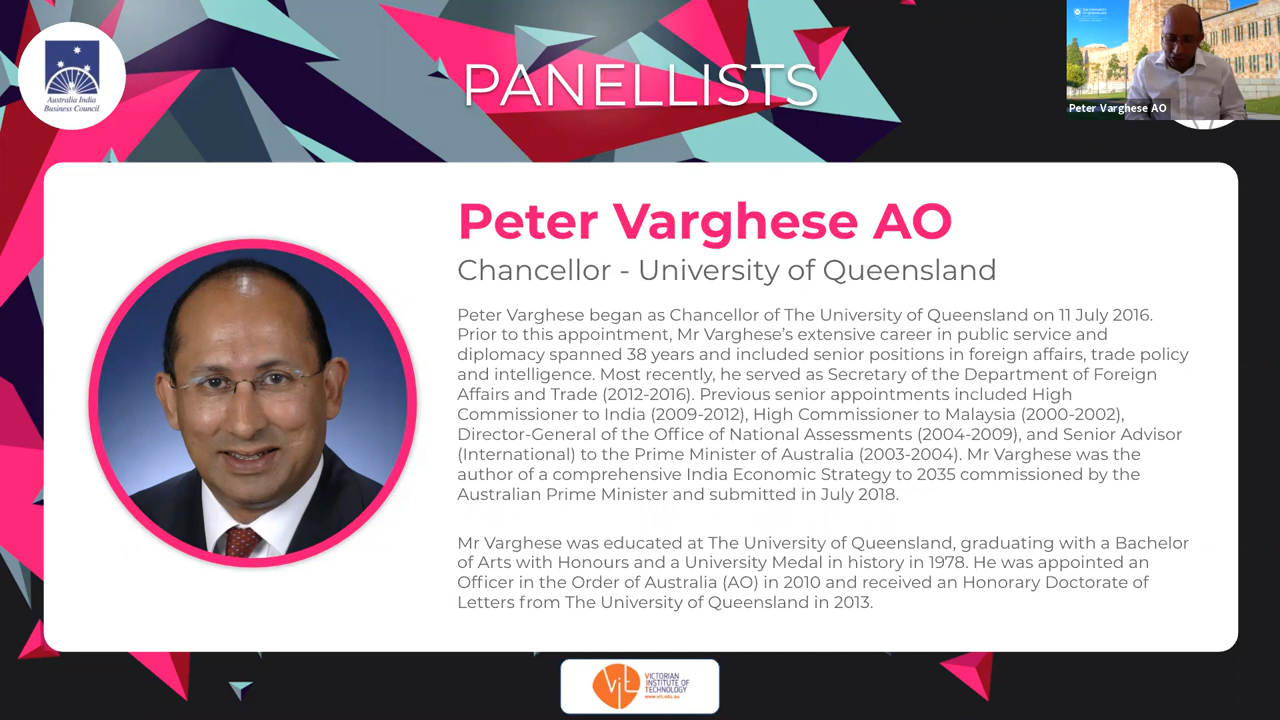 PANELLISTS
Australia India
Business Council
Peter Varghese AO
Peter Varghese AO
Chancellor - University of Queensland
Peter Varghese began as Chancellor of The University of Queensland on 11 July 2016.
Prior to this appointment, Mr Varghese's extensive career in public service and
diplomacy spanned 38 years and included senior positions in foreign affairs, trade policy
and intelligence. Most recently, he served as Secretary of the Department of Foreign
Affairs and Trade (2012-2016). Previous senior appointments included High
Commissioner to India (2009-2012), High Commissioner to Malaysia (2000-2002),
Director-General of the Office of National Assessments (2004-2009), and Senior Advisor
(International) to the Prime Minister of Australia (2003-2004). Mr Varghese was the
author of a comprehensive India Economic Strategy to 2035 commissioned by the
Australian Prime Minister and submitted in July 2018.
Mr Varghese was educated at The University of Queensland, graduating with a Bachelor
of Arts with Honours and a University Medal in history in 1978. He was appointed an
Officer in the Order of Australia (AO) in 2010 and received an Honorary Doctorate of
Letters from The University of Queensland in 2013.
vit
VICTORIAN
INSTITUTE OF
TECHNOLOGY
www.vit.edu.au